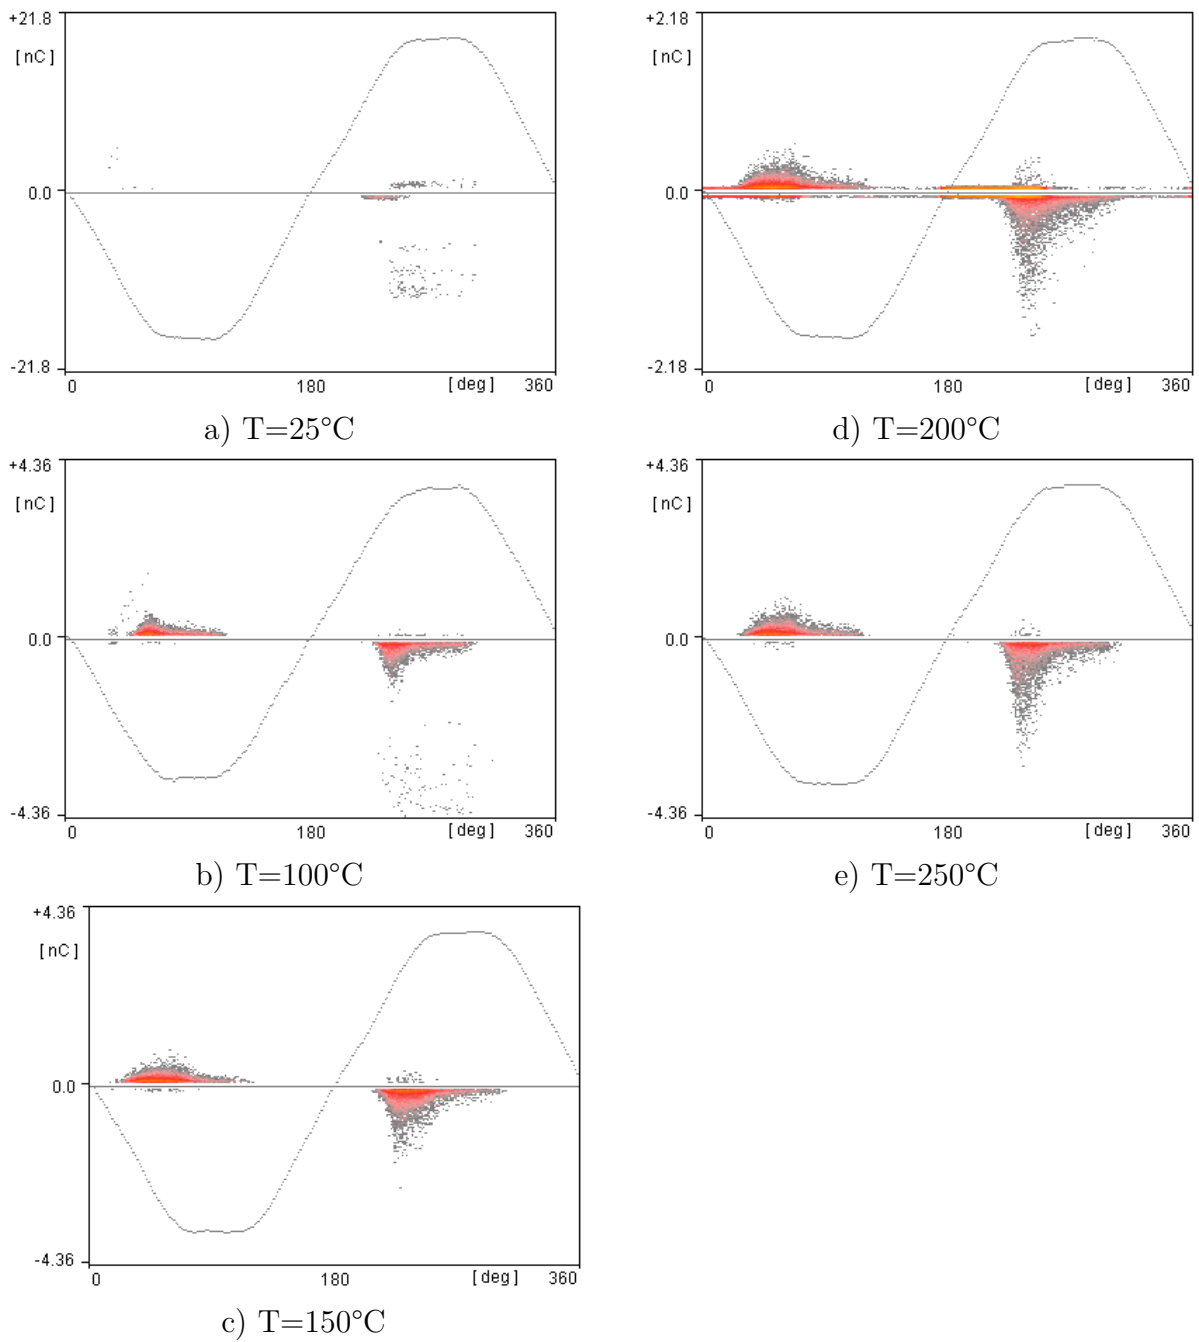 +21.8
[nC]
0.0
-21.8
0
180
[deg]
360
a) T=25°C
+2.18
[nC]
0.0
-2.18
0
180
[deg]
360
d) T=200°C
+4.36
[nC]
0.0
-4.36
0
180
[deg]
360
b) T=100°C
+4.36
[nC]
0.0
-4.36
0
180
[deg]
360
e) T=250°C
+4.36
[nC]
0.0
-4.36
0
180
[deg]
360
c) T=150°C